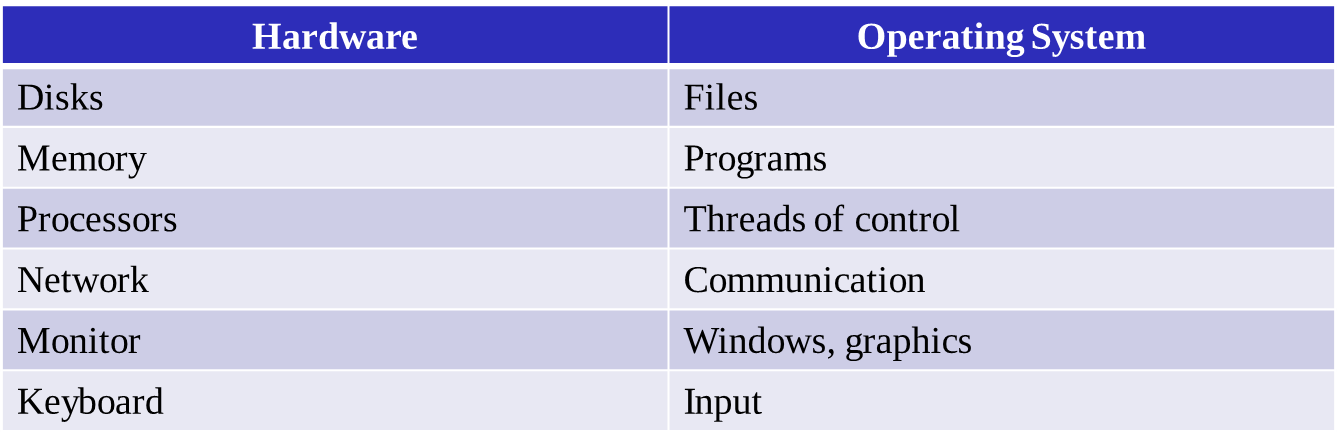 Hardware Operating System
Disks Files
Memory Programs
Processors Threads of control
Network Communication
Monitor Windows, graphics
Keyboard Input